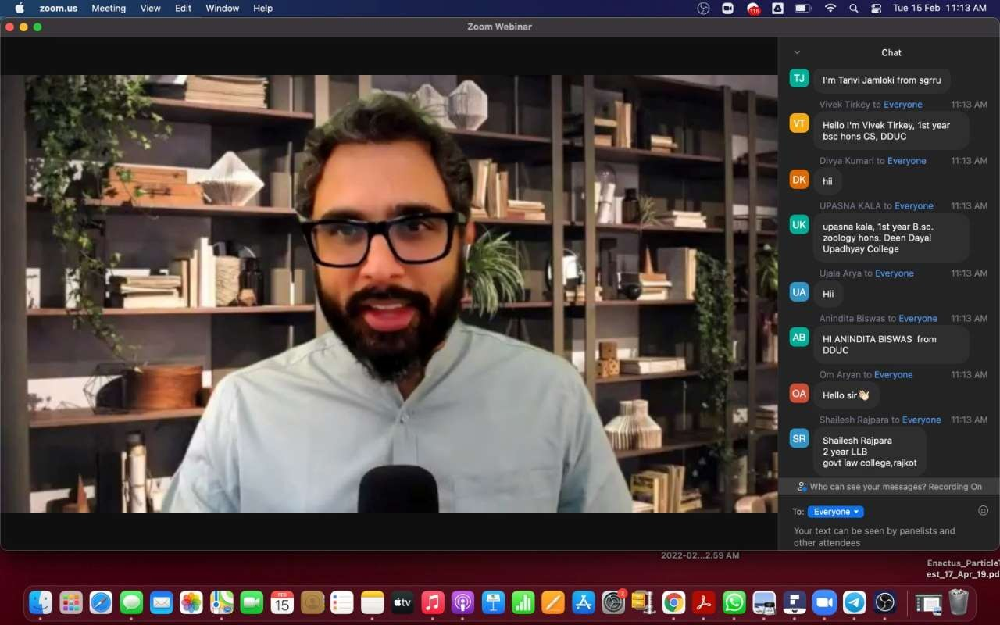 zoom.us Meeting View Edit Window Help
115
Tue 15 Feb 11:13 AM
Zoom Webinar
Chat
TJ
I'm Tanvi Jamloki from sgrru
Vivek Tirkey to Everyone 11:13 AM
VT
Hello I'm Vivek Tirkey, 1st year
bsc hons CS, DDUC
Divya Kumari to Everyone 11:13 AM
DK
hii
UPASNA KALA to Everyone 11:13 AM
UK
upasna kala, 1st year B.sc.
zoology hons. Deen Dayal
Upadhyay College
Ujala Arya to Everyone 11:13 AM
UA
Hii
Anindita Biswas to Everyone 11:13 AM
AB
HI ANINDITA BISWAS from
DDUC
Om Aryan to Everyone 11:13 AM
OA
Hello sir👋🏻
Shailesh Rajpara to Everyone 11:13 AM
SR
Shailesh Rajpara
2 year LLB
govt law college,rajkot
Who can see your messages? Recording On
To: Everyone
Your text can be seen by panelists and
other attendees
2022-02...2.59 AM
Enactus_ParticleT
est_17_Apr_19.pd
FEB
15
tv
2